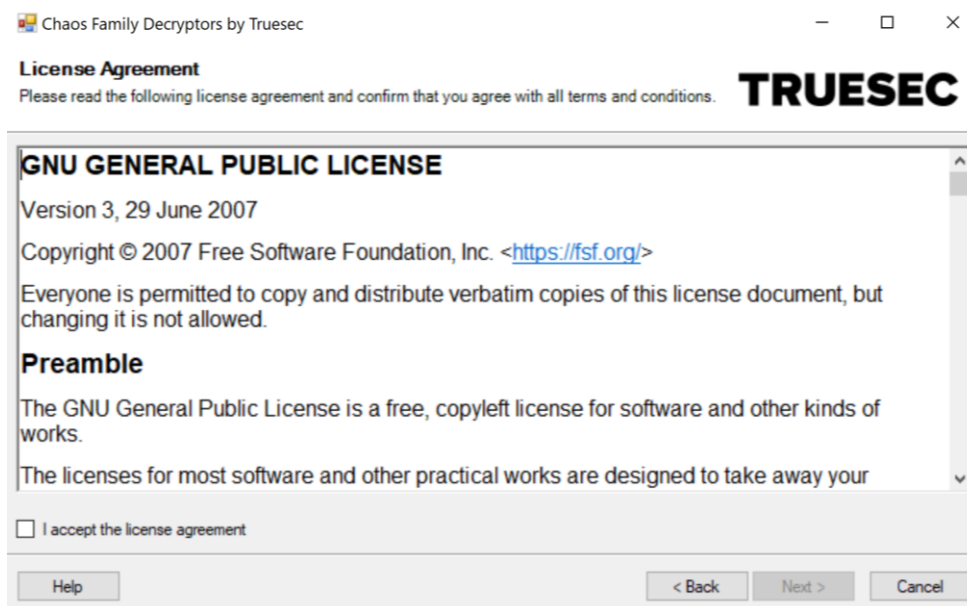 Chaos Family Decryptors by Truesec
License Agreement
Please read the following license agreement and confirm that you agree with all terms and conditions.
TRUESEC
GNU GENERAL PUBLIC LICENSE
Version 3, 29 June 2007
Copyright © 2007 Free Software Foundation, Inc. <https://fsf.org/>
Everyone is permitted to copy and distribute verbatim copies of this license document, but
changing it is not allowed.
Preamble
The GNU General Public License is a free, copyleft license for software and other kinds of
works.
The licenses for most software and other practical works are designed to take away your
I accept the license agreement
Help
< Back
Next >
Cancel